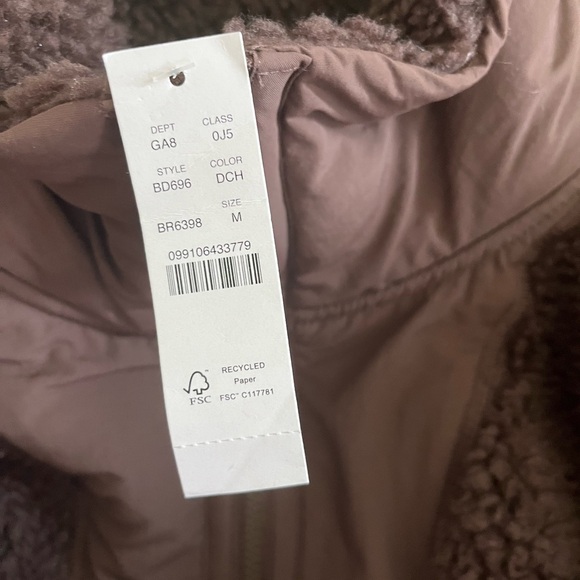 DEPT CLASS
GA8 0J5
STYLE COLOR
BD696 DCH
SIZE
BR6398 M
099106433779
RECYCLED
Paper
FSC™ FSC® C117781